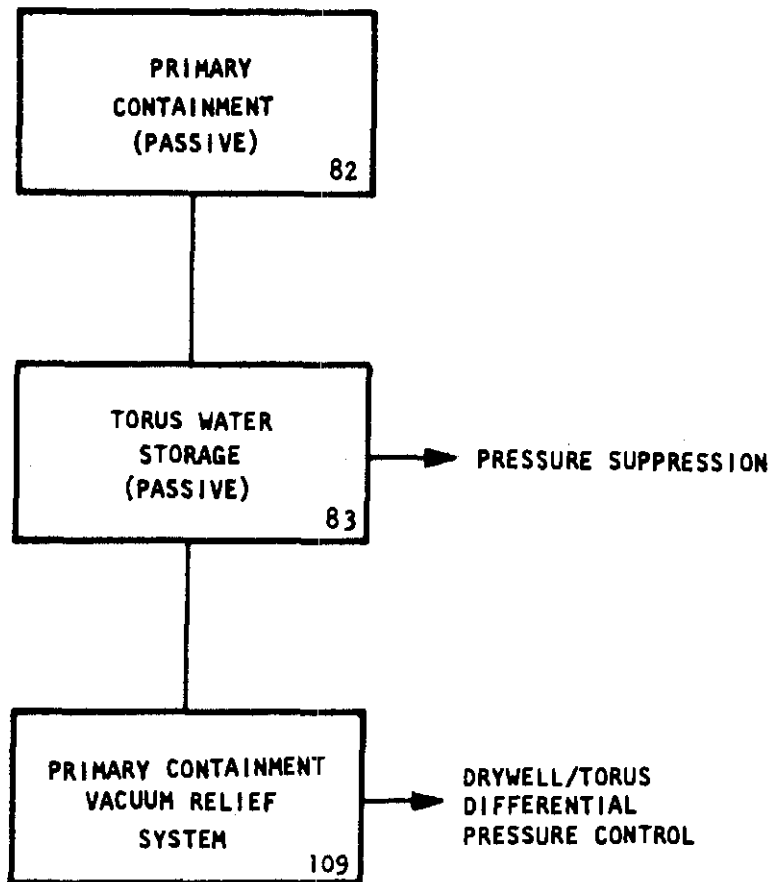 PRIMARY
CONTAINMENT
(PASSIVE)
82
TORUS WATER
STORAGE
(PASSIVE)
83
PRESSURE SUPPRESSION
PRIMARY CONTAINMENT
VACUUM RELIEF
SYSTEM
109
DRYWELL/TORUS
DIFFERENTIAL
PRESSURE CONTROL